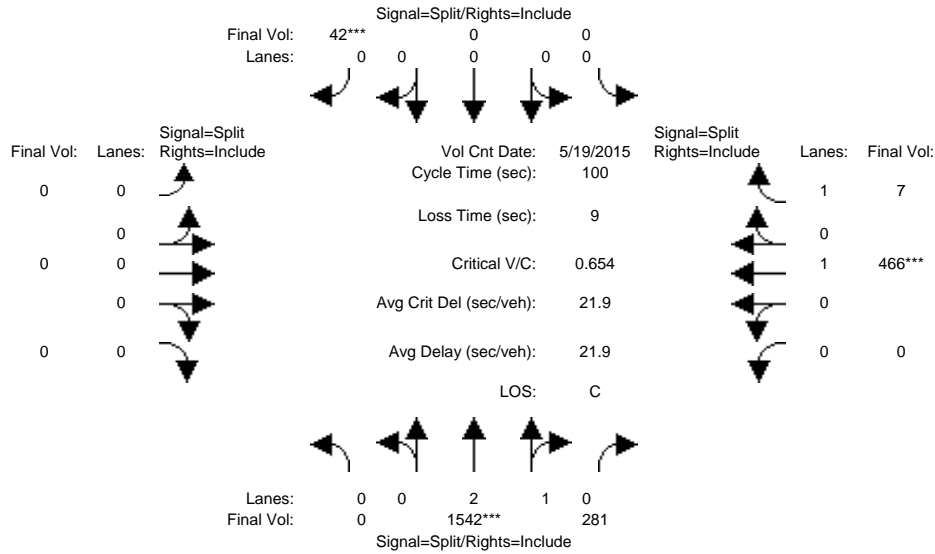 Signal=Split/Rights=Include
Final Vol: 42*** 0 0
Lanes: 0 0 0 0 0
Signal=Split
Final Vol: Lanes: Rights=Include
Vol Cnt Date: 5/19/2015
Signal=Split
Rights=Include Lanes: Final Vol:
Cycle Time (sec): 100
0 0
1 7
Loss Time (sec): 9
0
0
0 0
Critical V/C: 0.654
1 466***
0
Avg Crit Del (sec/veh): 21.9
0
0 0
Avg Delay (sec/veh): 21.9
0 0
LOS: C
Lanes: 0 0 2 1 0
Final Vol: 0 1542*** 281
Signal=Split/Rights=Include